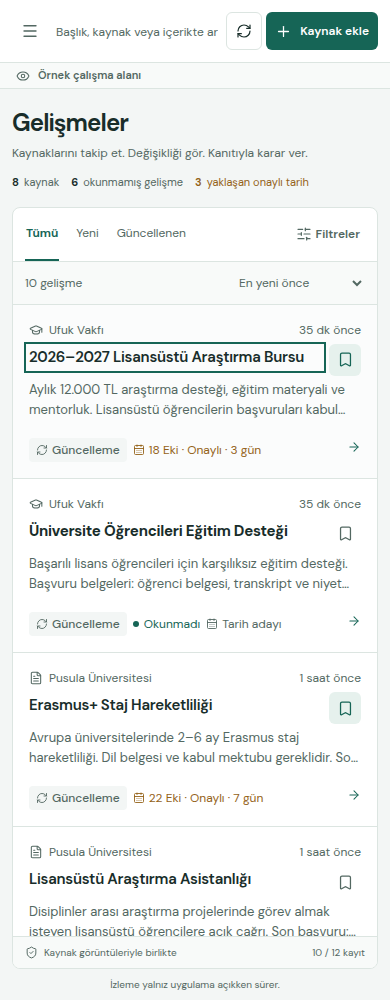 Başlık, kaynak veya içerikte ar
Kaynak ekle
Örnek çalışma alanı
Gelişmeler
Kaynaklarını takip et. Değişikliği gör. Kanıtıyla karar ver.
8 kaynak 6 okunmamış gelişme 3 yaklaşan onaylı tarih
Tümü Yeni Güncellenen Filtreler
10 gelişme En yeni önce
Ufuk Vakfı 35 dk önce
2026–2027 Lisansüstü Araştırma Bursu
Aylık 12.000 TL araştırma desteği, eğitim materyali ve
mentorluk. Lisansüstü öğrencilerin başvuruları kabul...
Güncelleme 18 Eki · Onaylı · 3 gün
Ufuk Vakfı 35 dk önce
Üniversite Öğrencileri Eğitim Desteği
Başarılı lisans öğrencileri için karşılıksız eğitim desteği.
Başvuru belgeleri: öğrenci belgesi, transkript ve niyet...
Güncelleme Okunmadı Tarih adayı
Pusula Üniversitesi 1 saat önce
Erasmus+ Staj Hareketliliği
Avrupa üniversitelerinde 2–6 ay Erasmus staj
hareketliliği. Dil belgesi ve kabul mektubu gereklidir. So...
Güncelleme 22 Eki · Onaylı · 7 gün
Pusula Üniversitesi 1 saat önce
Lisansüstü Araştırma Asistanlığı
Disiplinler arası araştırma projelerinde görev almak
isteyen lisansüstü öğrencilere açık çağrı. Son başvuru:...
Kaynak görüntüleriyle birlikte 10 / 12 kayıt
İzleme yalnız uygulama açıkken sürer.